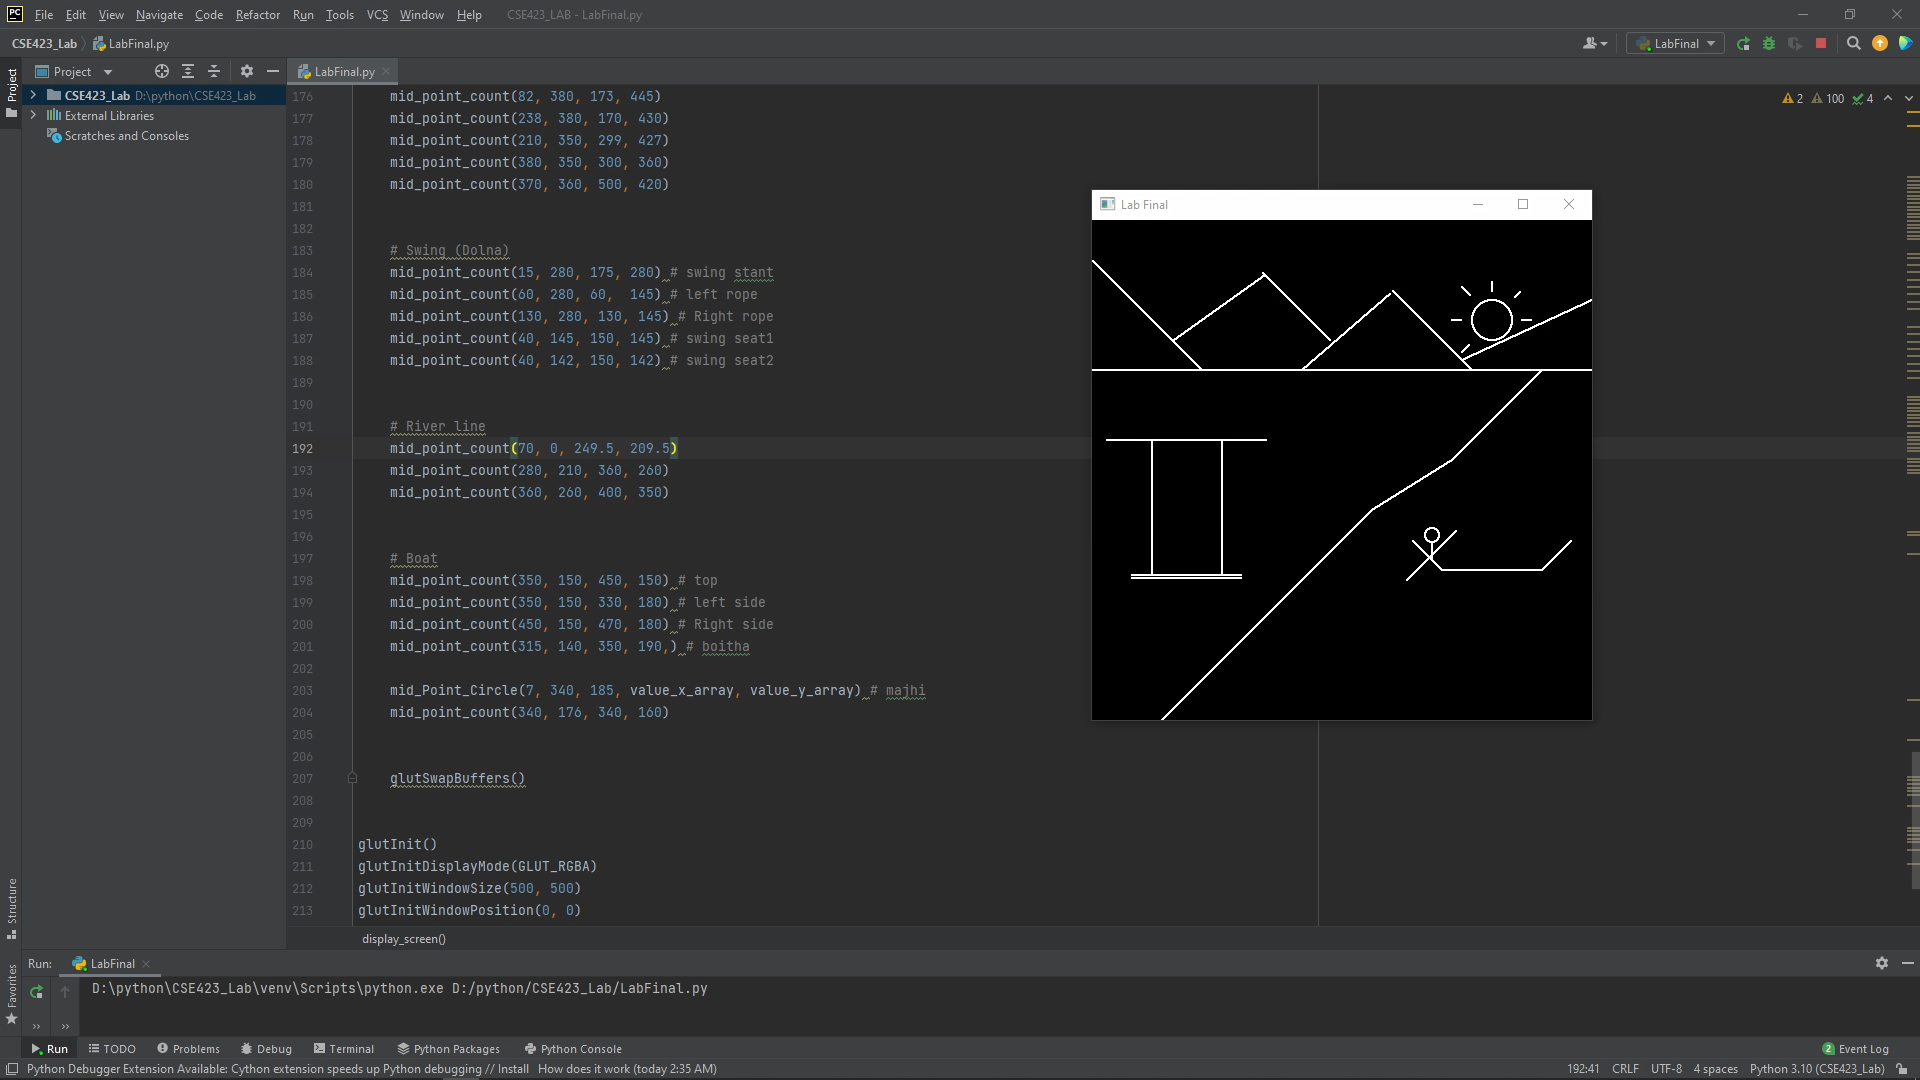 PC File Edit View Navigate Code Refactor Run Tools VCS Window Help CSE423_LAB - LabFinal.py
CSE423_Lab LabFinal.py LabFinal
Project LabFinal.py
Project
CSE423_Lab D:\python\CSE423_Lab
External Libraries
Scratches and Consoles
2 100 4
176 mid_point_count(82, 380, 173, 445)
177 mid_point_count(238, 380, 170, 430)
178 mid_point_count(210, 350, 299, 427)
179 mid_point_count(380, 350, 300, 360)
180 mid_point_count(370, 360, 500, 420)
181
182
183 # Swing (Dolna)
184 mid_point_count(15, 280, 175, 280) # swing stant
185 mid_point_count(60, 280, 60,  145) # left rope
186 mid_point_count(130, 280, 130, 145) # Right rope
187 mid_point_count(40, 145, 150, 145) # swing seat1
188 mid_point_count(40, 142, 150, 142) # swing seat2
189
190
191 # River line
192 mid_point_count(70, 0, 249.5, 209.5)
193 mid_point_count(280, 210, 360, 260)
194 mid_point_count(360, 260, 400, 350)
195
196
197 # Boat
198 mid_point_count(350, 150, 450, 150) # top
199 mid_point_count(350, 150, 330, 180) # left side
200 mid_point_count(450, 150, 470, 180) # Right side
201 mid_point_count(315, 140, 350, 190,) # boitha
202
203 mid_Point_Circle(7, 340, 185, value_x_array, value_y_array) # majhi
204 mid_point_count(340, 176, 340, 160)
205
206
207 glutSwapBuffers()
208
209
210 glutInit()
211 glutInitDisplayMode(GLUT_RGBA)
212 glutInitWindowSize(500, 500)
213 glutInitWindowPosition(0, 0)
display_screen()
Lab Final
Structure
Favorites
Run: LabFinal
D:\python\CSE423_Lab\venv\Scripts\python.exe D:/python/CSE423_Lab/LabFinal.py
Run TODO Problems Debug Terminal Python Packages Python Console 2 Event Log
Python Debugger Extension Available: Cython extension speeds up Python debugging // Install How does it work (today 2:35 AM) 192:41 CRLF UTF-8 4 spaces Python 3.10 (CSE423_Lab)